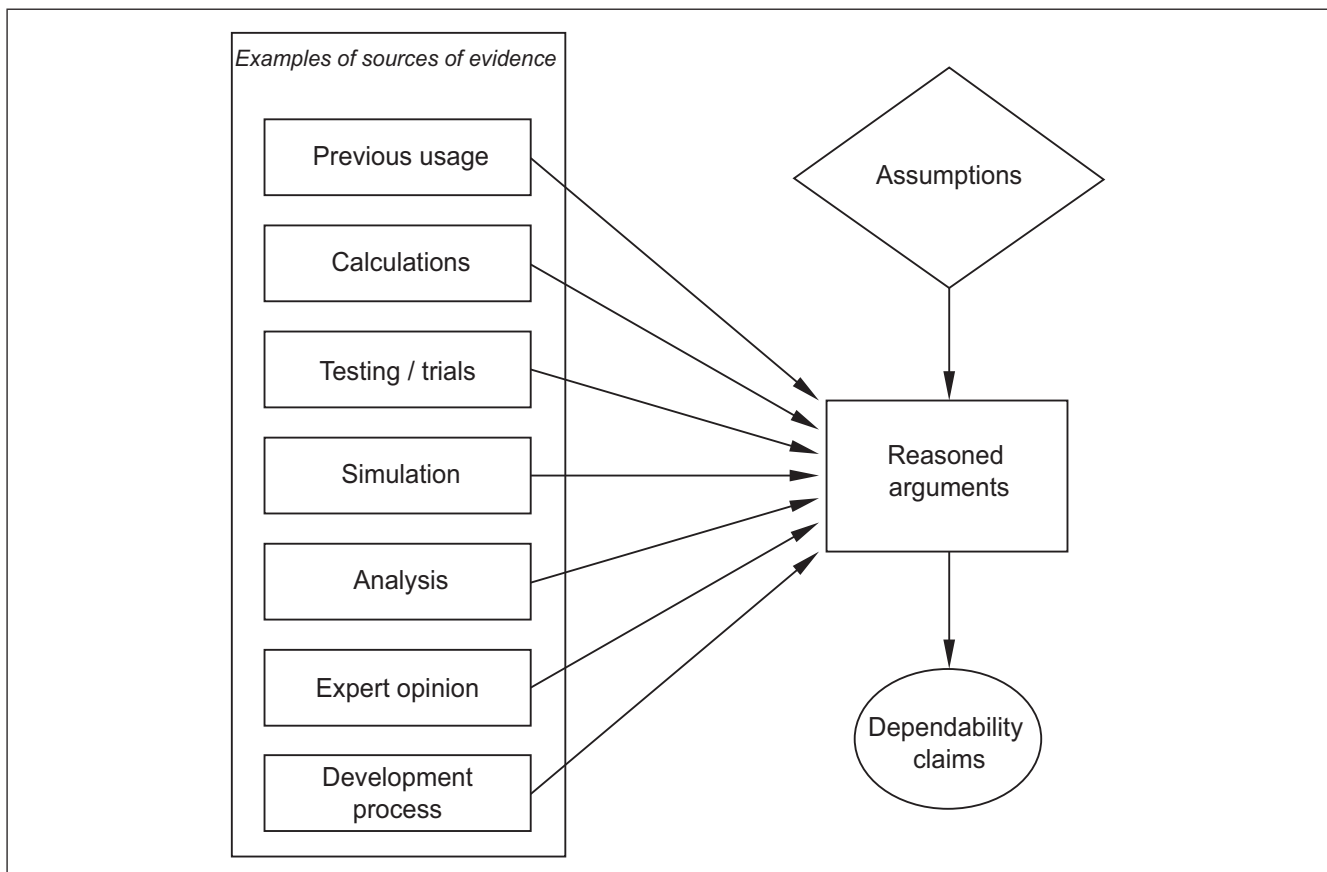 Examples of sources of evidence
Previous usage
Calculations
Testing / trials
Simulation
Analysis
Expert opinion
Development
process
Assumptions
Reasoned
arguments
Dependability
claims